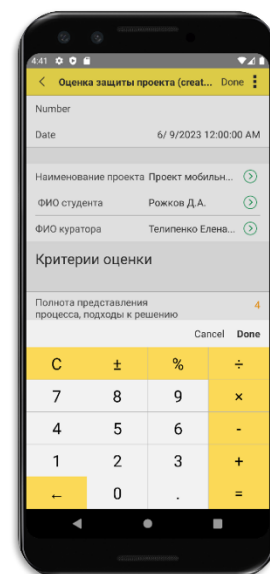 4:41
Оценка защиты проекта (creat... Done
Number
Date 6/ 9/2023 12:00:00 AM
Наименование проекта Проект мобильн...
ФИО студента Рожков Д.А.
ФИО куратора Телипенко Елена...
Критерии оценки
Полнота представления 4
процесса, подходы к решению
Cancel Done
C ± % ÷
7 8 9 ×
4 5 6 -
1 2 3 +
← 0 . =